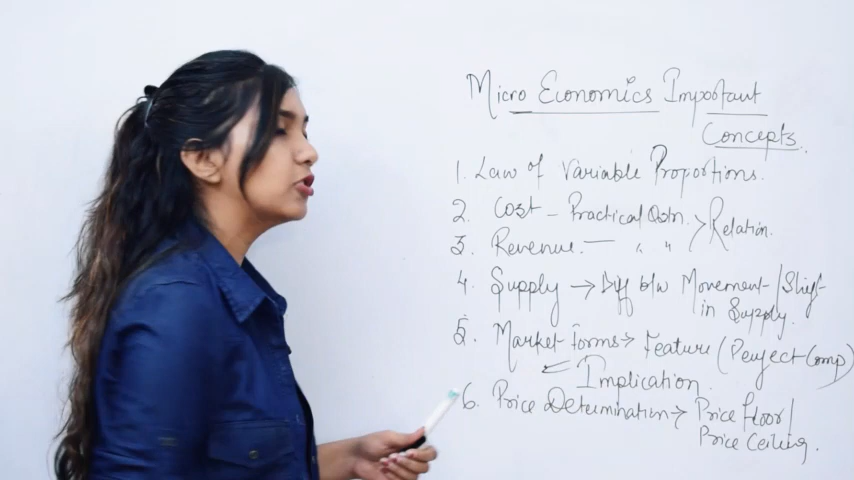 Micro Economics Important
Concepts.
1. Law of Variable Proportions.
2. Cost - Practical Qstn. > Relation.
3. Revenue. — " "
4. Supply → Diff b/w Movement/Shift
in Supply.
5. Market forms → Feature (Perfect Comp)
Implication.
6. Price Determination → Price floor/
Price Ceiling.